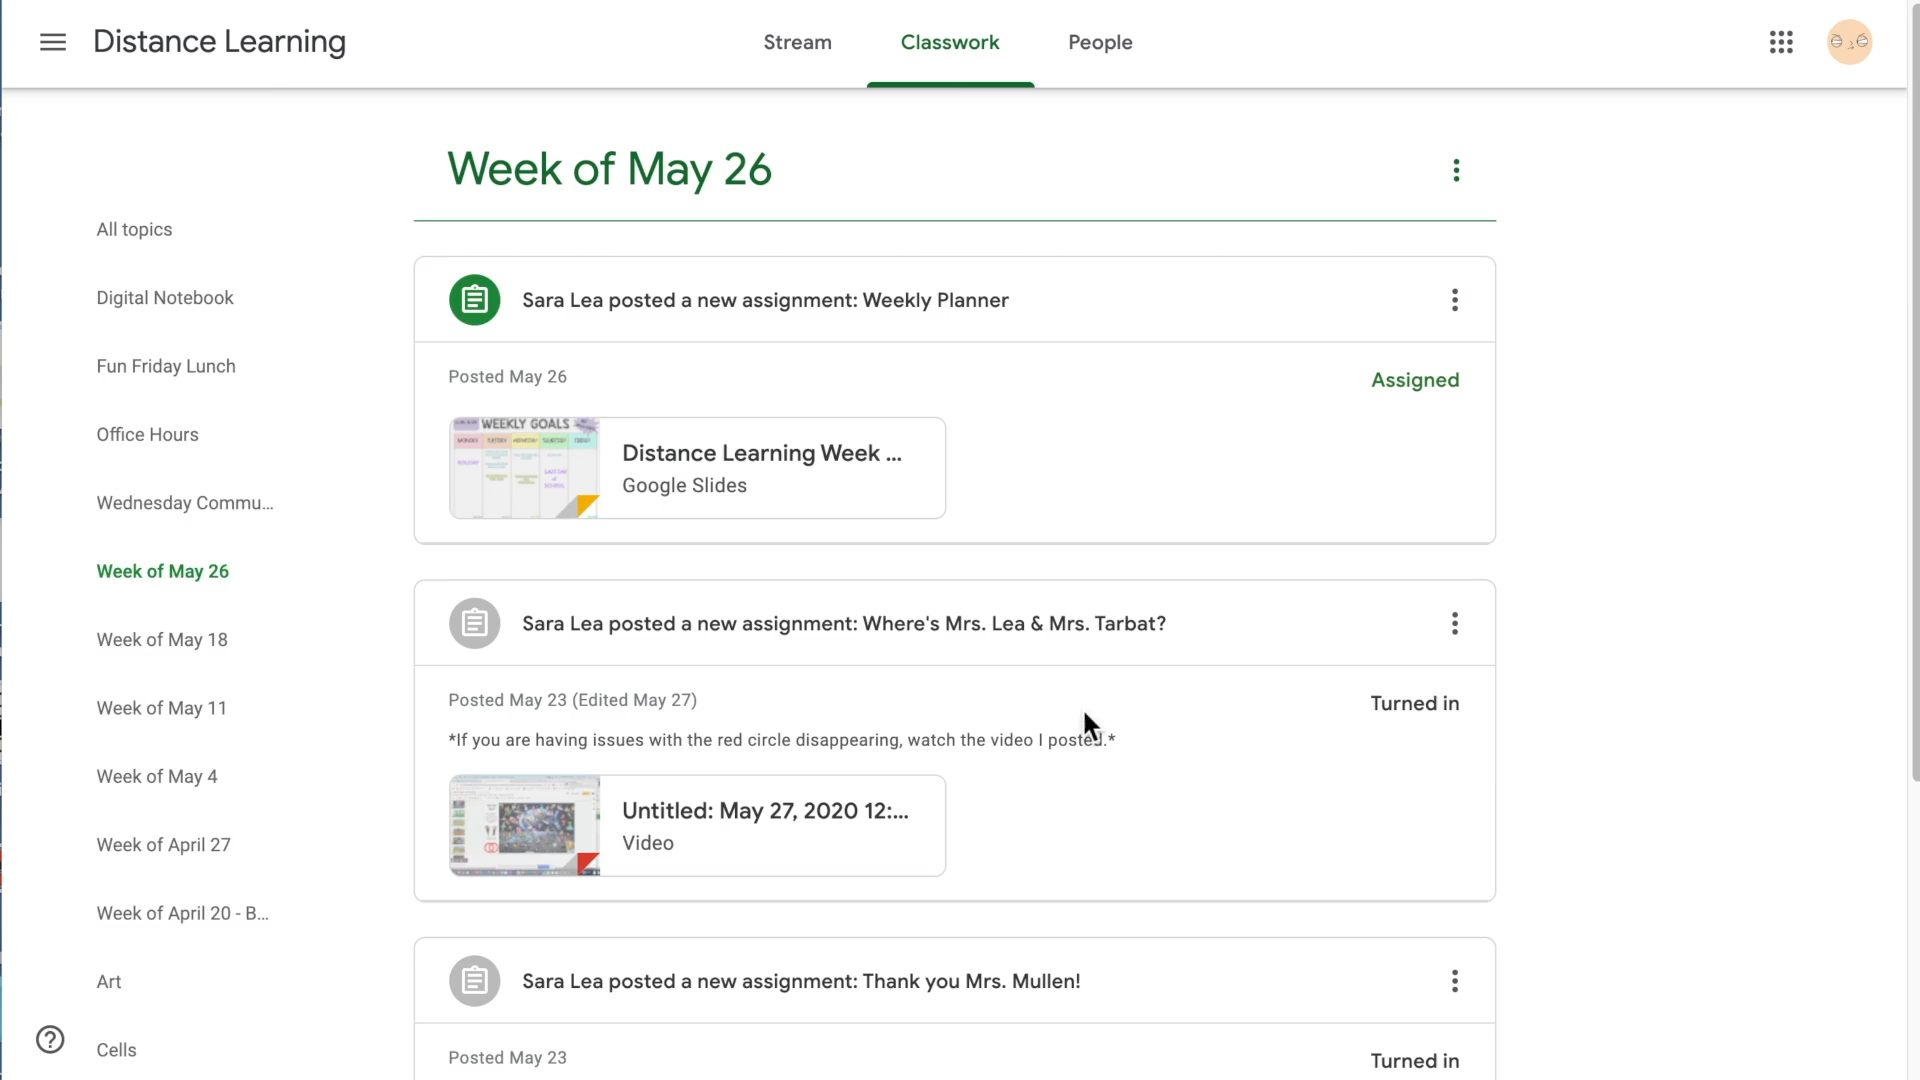 Distance Learning
Stream
Classwork
People
Week of May 26
All topics
Digital Notebook
Fun Friday Lunch
Office Hours
Wednesday Commu...
Week of May 26
Week of May 18
Week of May 11
Week of May 4
Week of April 27
Week of April 20 - B...
Art
Cells
Sara Lea posted a new assignment: Weekly Planner
Posted May 26
Assigned
WEEKLY GOALS
Distance Learning Week ...
Google Slides
Sara Lea posted a new assignment: Where's Mrs. Lea & Mrs. Tarbat?
Posted May 23 (Edited May 27)
Turned in
*If you are having issues with the red circle disappearing, watch the video I posted.*
Untitled: May 27, 2020 12:...
Video
Sara Lea posted a new assignment: Thank you Mrs. Mullen!
Posted May 23
Turned in